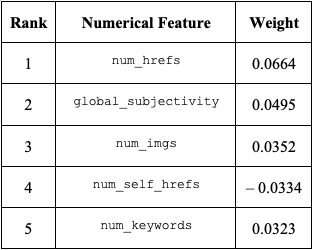 Rank Numerical Feature Weight
1 num_hrefs 0.0664
2 global_subjectivity 0.0495
3 num_imgs 0.0352
4 num_self_hrefs – 0.0334
5 num_keywords 0.0323